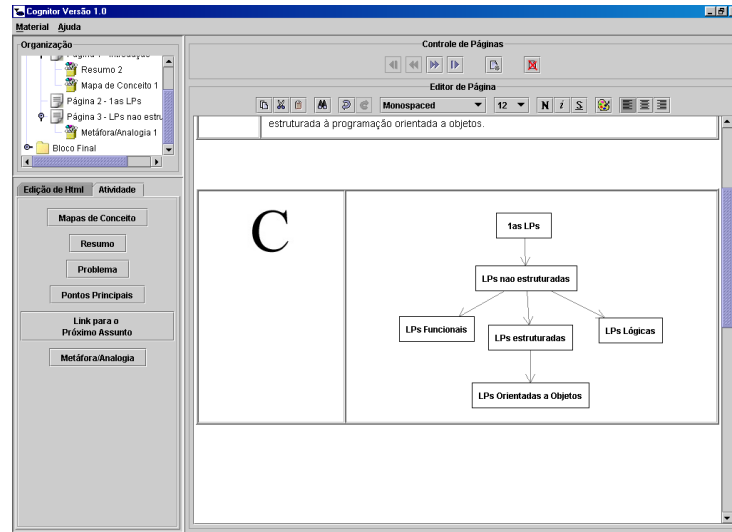 Cognitor Versão 1.0
Material Ajuda
Organização
Página 1 - Introdução
Resumo 2
Mapa de Conceito 1
Página 2 - 1as LPs
Página 3 - LPs nao estru
Metáfora/Analogia 1
Bloco Final
Edição de Html Atividade
Mapas de Conceito
Resumo
Problema
Pontos Principais
Link para o
Próximo Assunto
Metáfora/Analogia
Controle de Páginas
Editor de Página
Monospaced 12 N i S
estruturada à programação orientada a objetos.
C
1as LPs
LPs nao estruturadas
LPs Funcionais
LPs estruturadas
LPs Lógicas
LPs Orientadas a Objetos